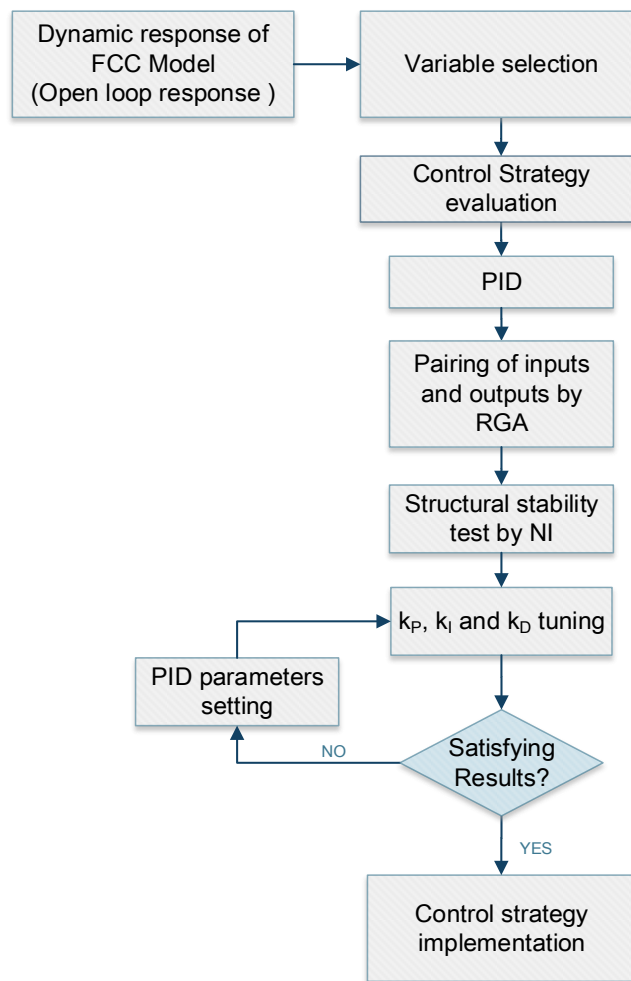 Dynamic response of
FCC Model
(Open loop response )
Variable selection
Control Strategy
evaluation
PID
Pairing of inputs
and outputs by
RGA
Structural stability
test by NI
kP, kI and kD tuning
PID parameters
setting
Satisfying
Results?
NO
YES
Control strategy
implementation